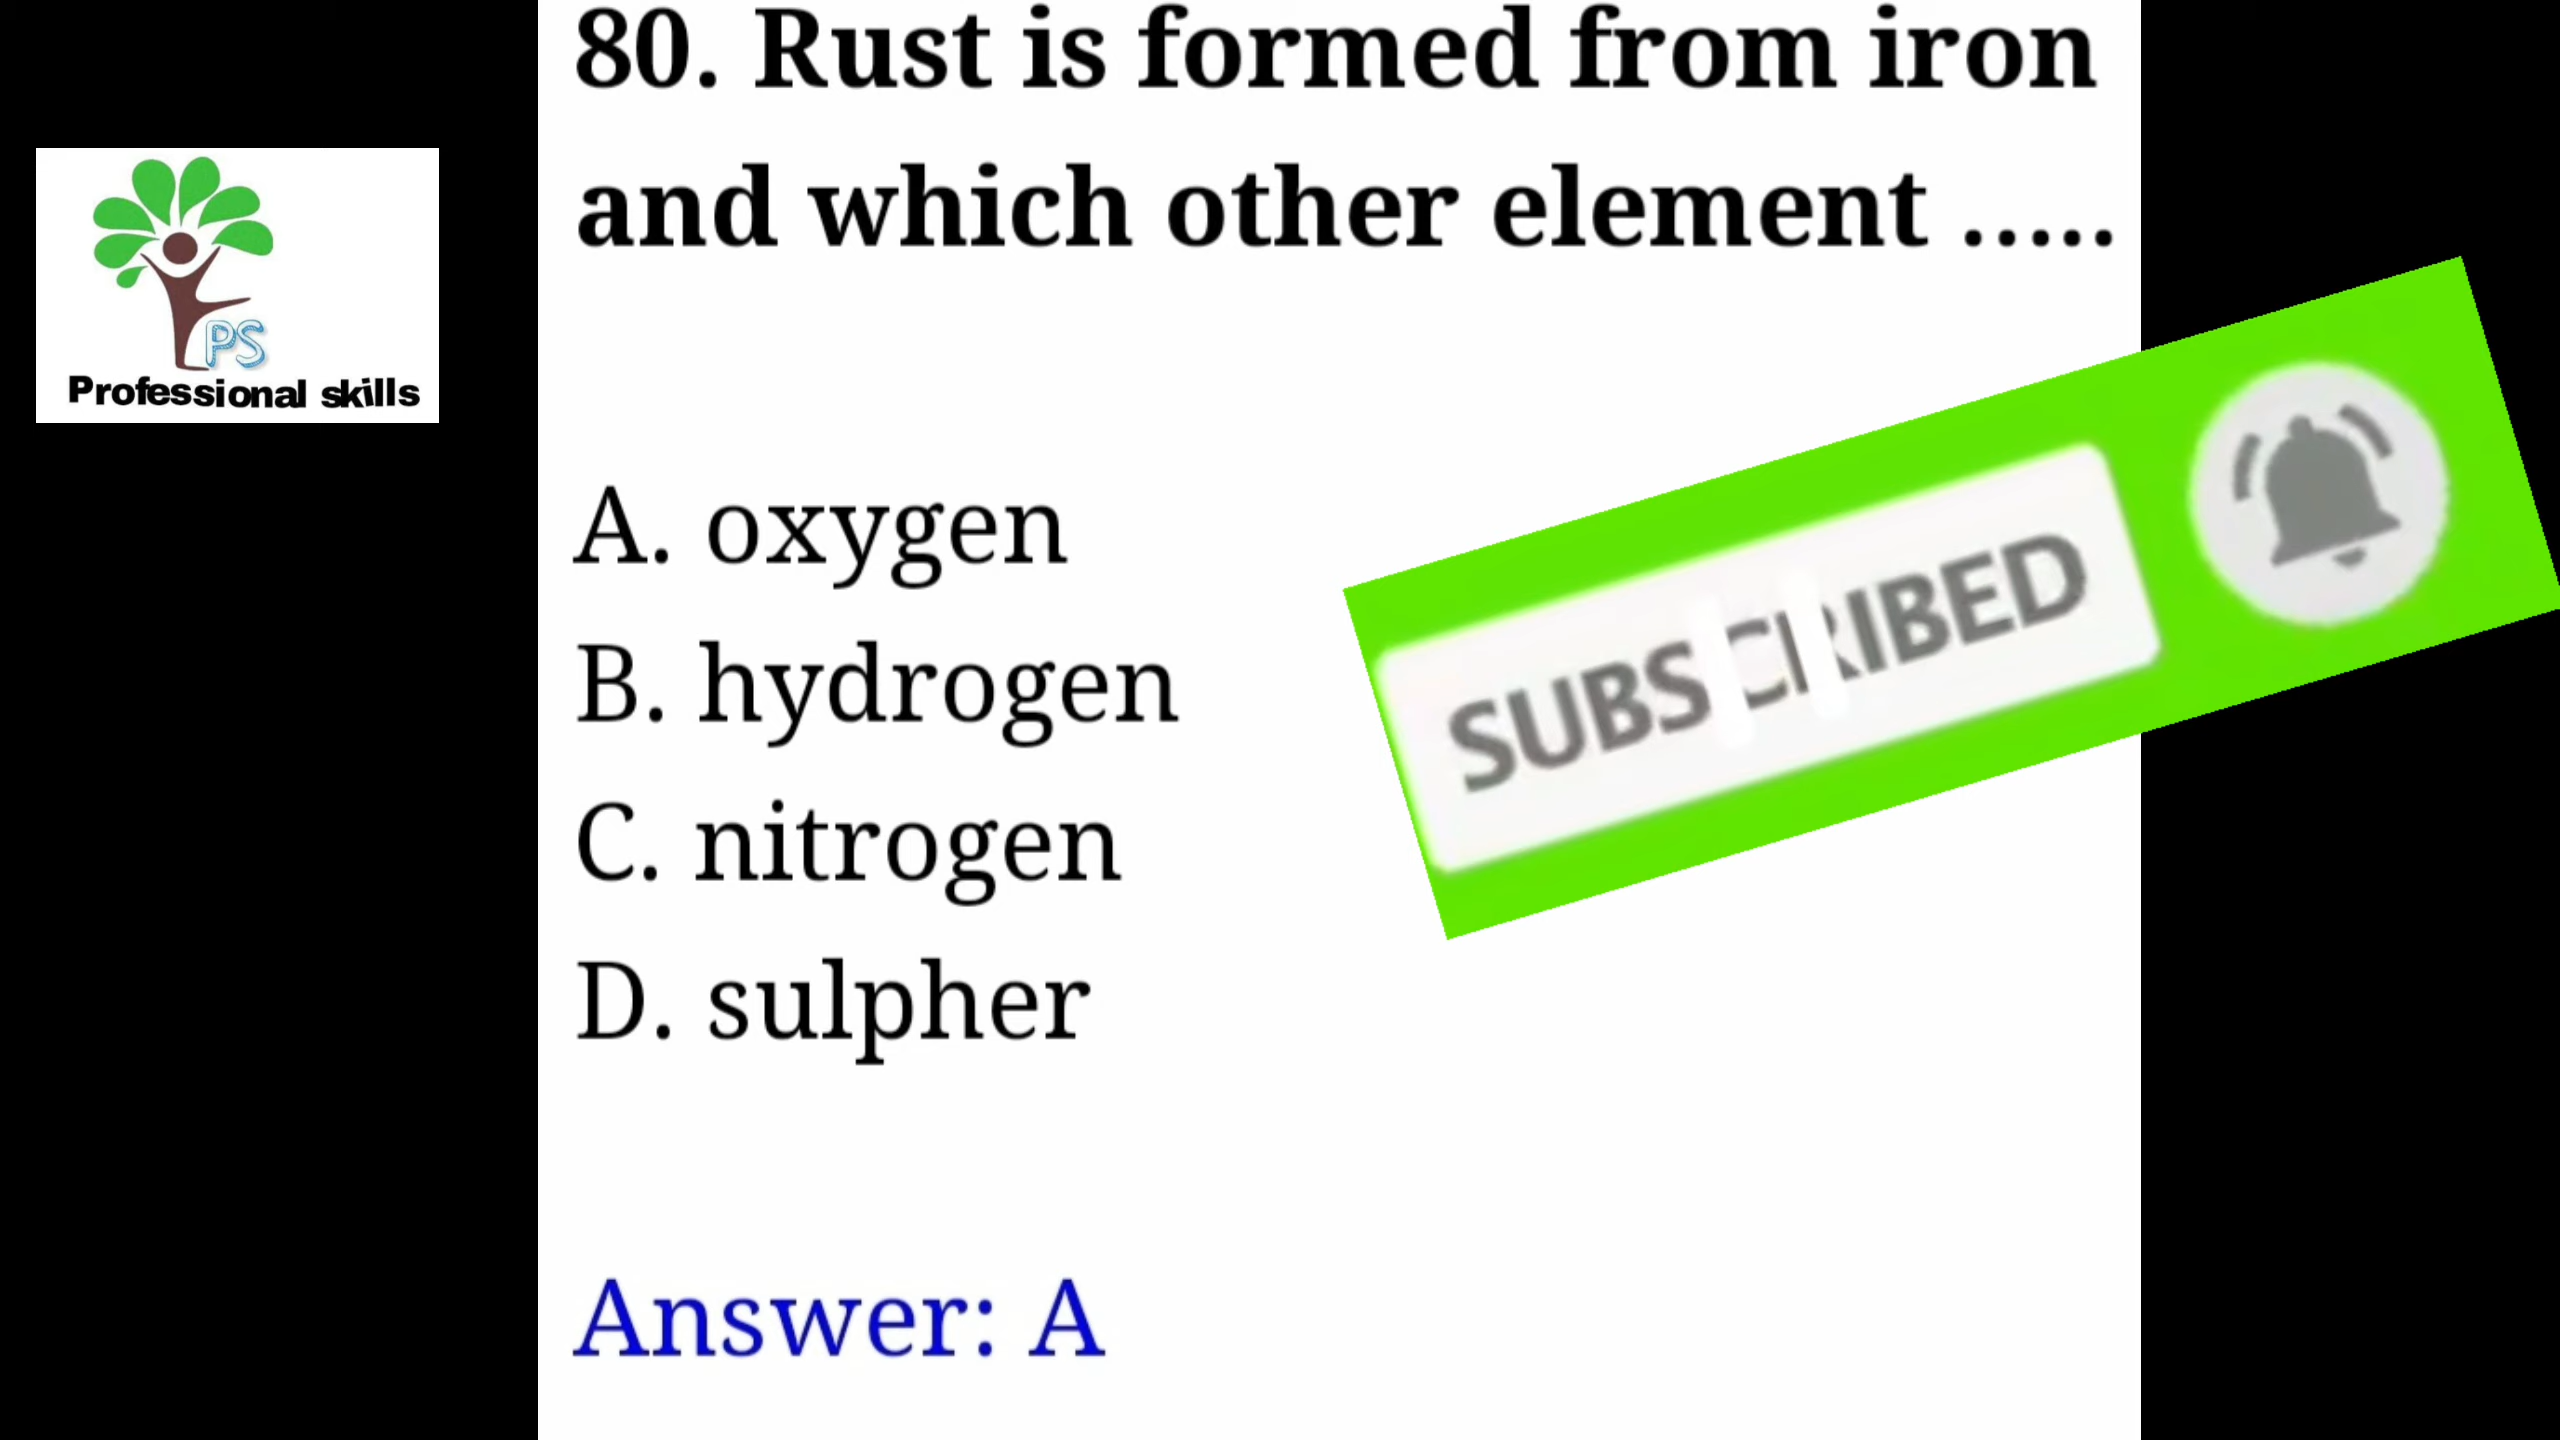 80. Rust is formed from iron
and which other element .....
PS
Professional skills
A. oxygen
B. hydrogen
C. nitrogen
D. sulpher
SUBSCRIBED
Answer: A